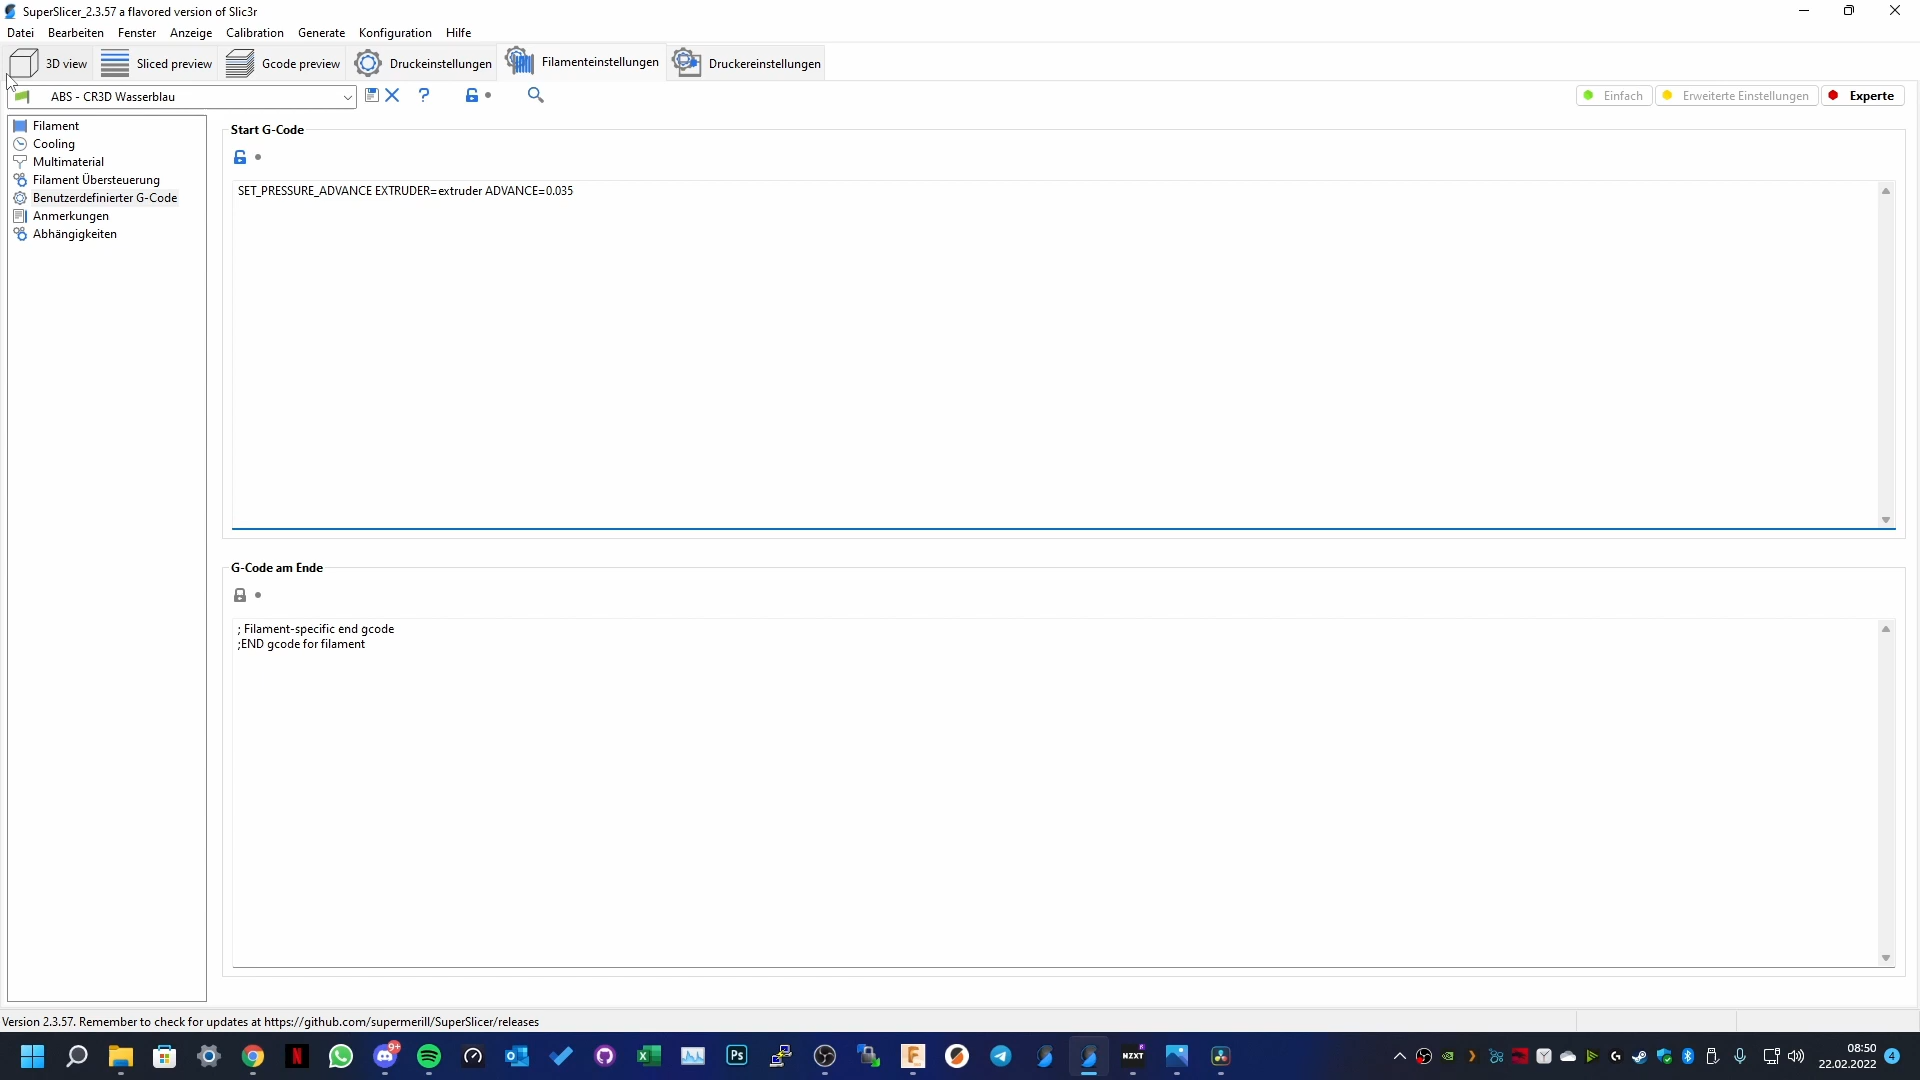 SuperSlicer_2.3.57 a flavored version of Slic3r
Datei Bearbeiten Fenster Anzeige Calibration Generate Konfiguration Hilfe
3D view Sliced preview Gcode preview Druckeinstellungen Filamenteinstellungen Druckereinstellungen
ABS - CR3D Wasserblau ? Einfach Erweiterte Einstellungen Experte
Filament
Cooling
Multimaterial
Filament Übersteuerung
Benutzerdefinierter G-Code
Anmerkungen
Abhängigkeiten
Start G-Code
SET_PRESSURE_ADVANCE EXTRUDER=extruder ADVANCE=0.035
G-Code am Ende
; Filament-specific end gcode
;END gcode for filament
Version 2.3.57. Remember to check for updates at https://github.com/supermerill/SuperSlicer/releases
9+
N
Ps
F
NZXT
08:50
22.02.2022
4